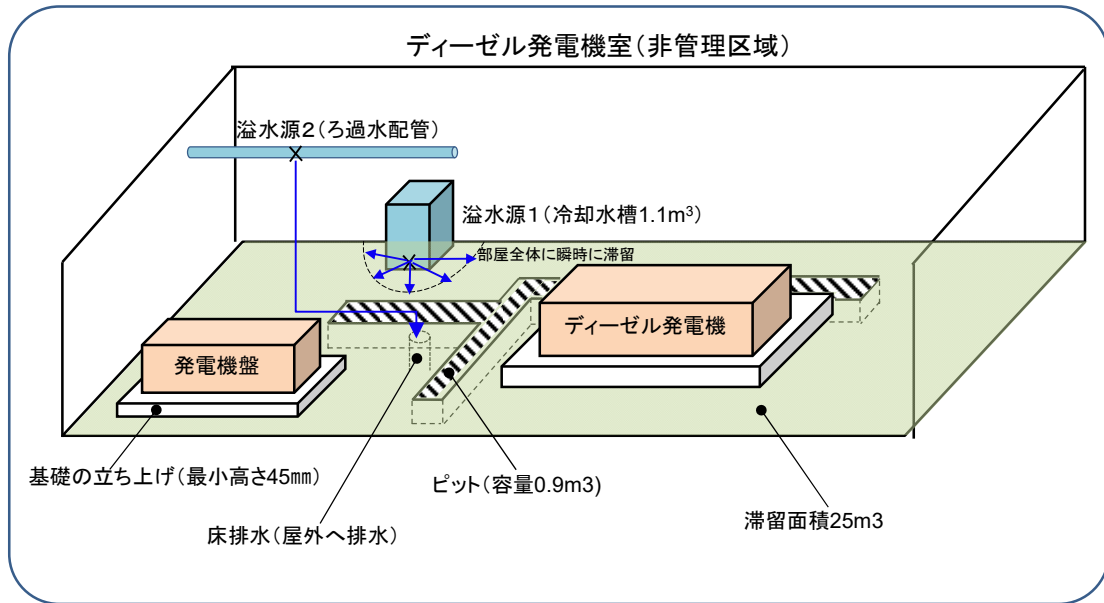 ディーゼル発電機室(非管理区域)
溢水源2(ろ過水配管)
溢水源1(冷却水槽1.1m³)
部屋全体に瞬時に滞留
ディーゼル発電機
発電機盤
基礎の立ち上げ(最小高さ45㎜)
ピット(容量0.9m3)
滞留面積25m3
床排水(屋外へ排水)